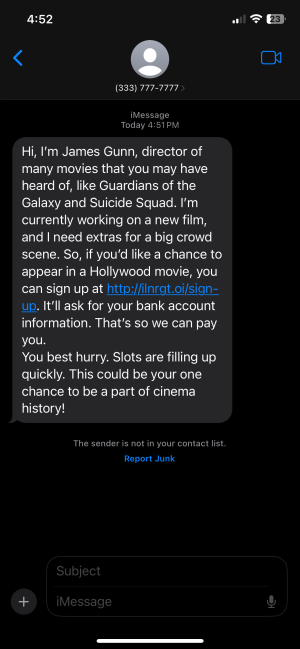 4:52
23
(333) 777-7777
iMessage
Today 4:51 PM
Hi, I'm James Gunn, director of
many movies that you may have
heard of, like Guardians of the
Galaxy and Suicide Squad. I'm
currently working on a new film,
and I need extras for a big crowd
scene. So, if you'd like a chance to
appear in a Hollywood movie, you
can sign up at http://ilnrgt.oi/sign-
up. It'll ask for your bank account
information. That's so we can pay
you.
You best hurry. Slots are filling up
quickly. This could be your one
chance to be a part of cinema
history!
The sender is not in your contact list.
Report Junk
Subject
iMessage